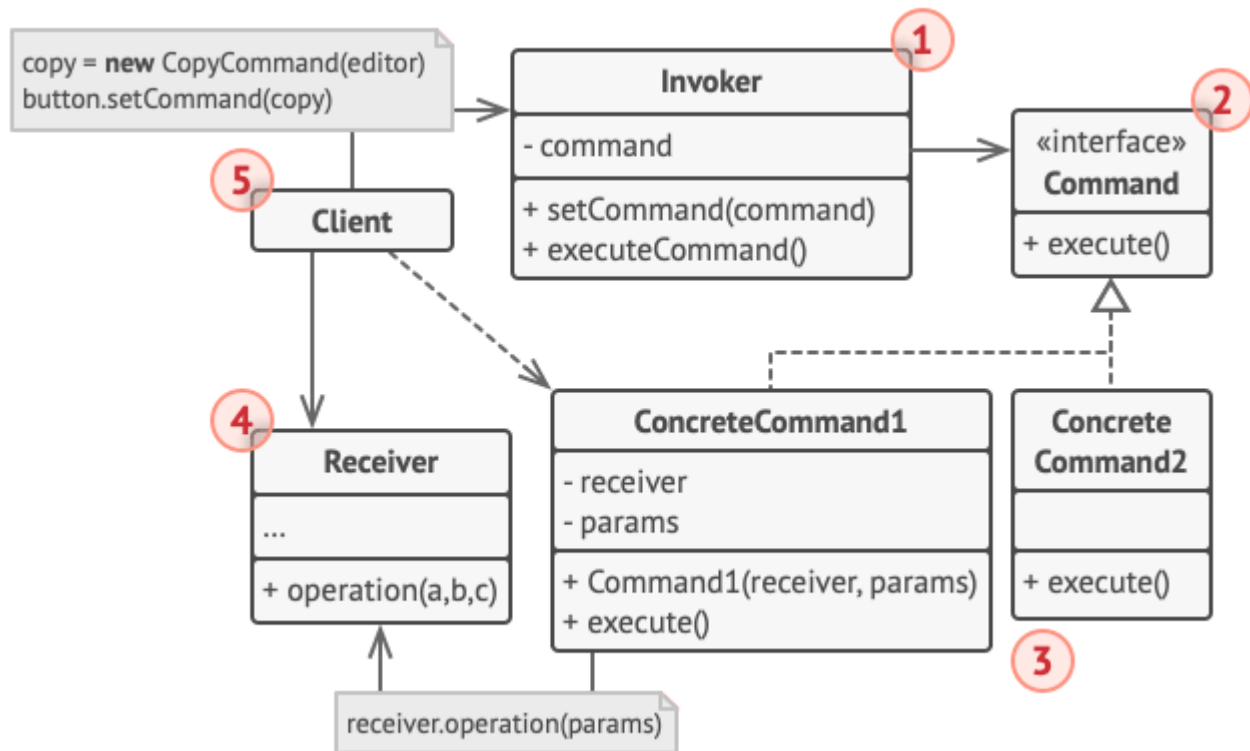 copy = new CopyCommand(editor)
button.setCommand(copy)
1
Invoker
- command
+ setCommand(command)
+ executeCommand()
2
«interface»
Command
+ execute()
5
Client
4
Receiver
...
+ operation(a,b,c)
ConcreteCommand1
- receiver
- params
+ Command1(receiver, params)
+ execute()
Concrete
Command2
+ execute()
3
receiver.operation(params)